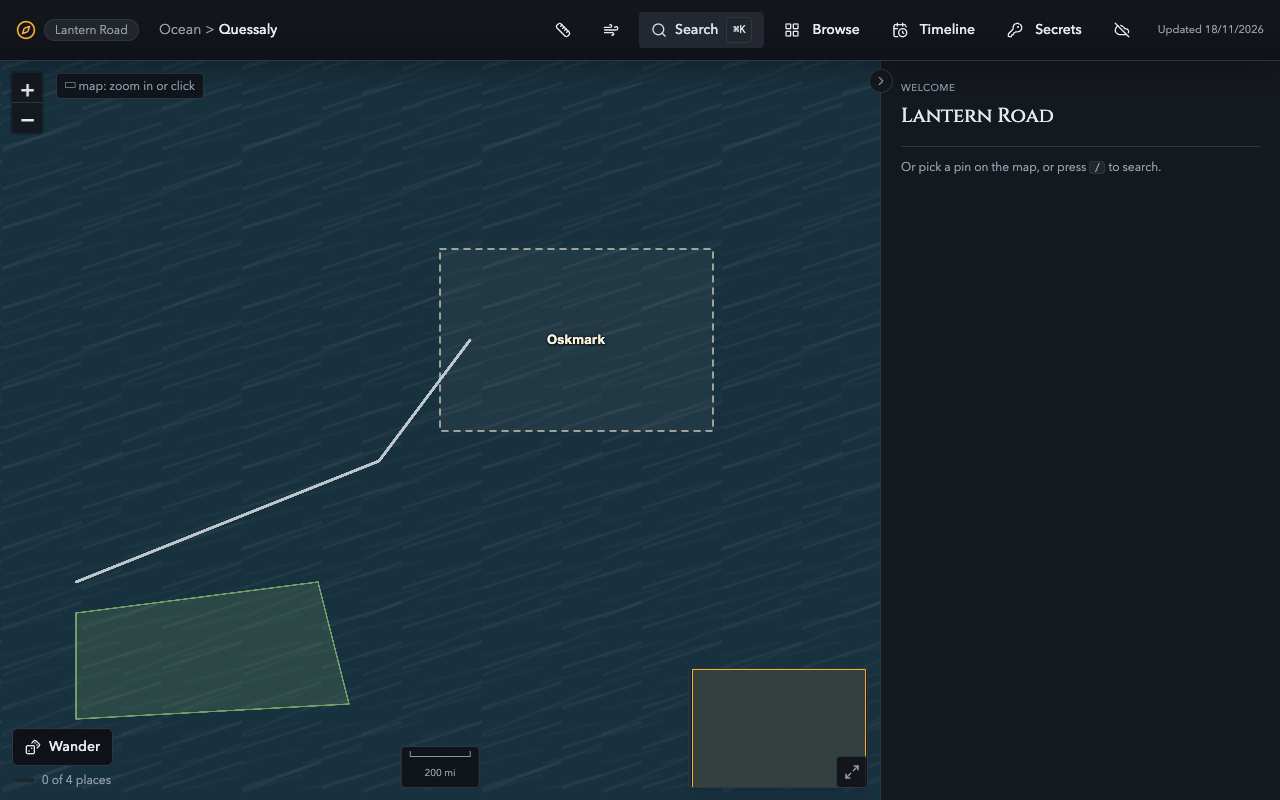 Lantern Road
Ocean > Quessaly
Search ⌘K
Browse
Timeline
Secrets
Updated 18/11/2026
+
map: zoom in or click
−
WELCOME
LANTERN ROAD
Or pick a pin on the map, or press / to search.
Oskmark
Wander
0 of 4 places
200 mi